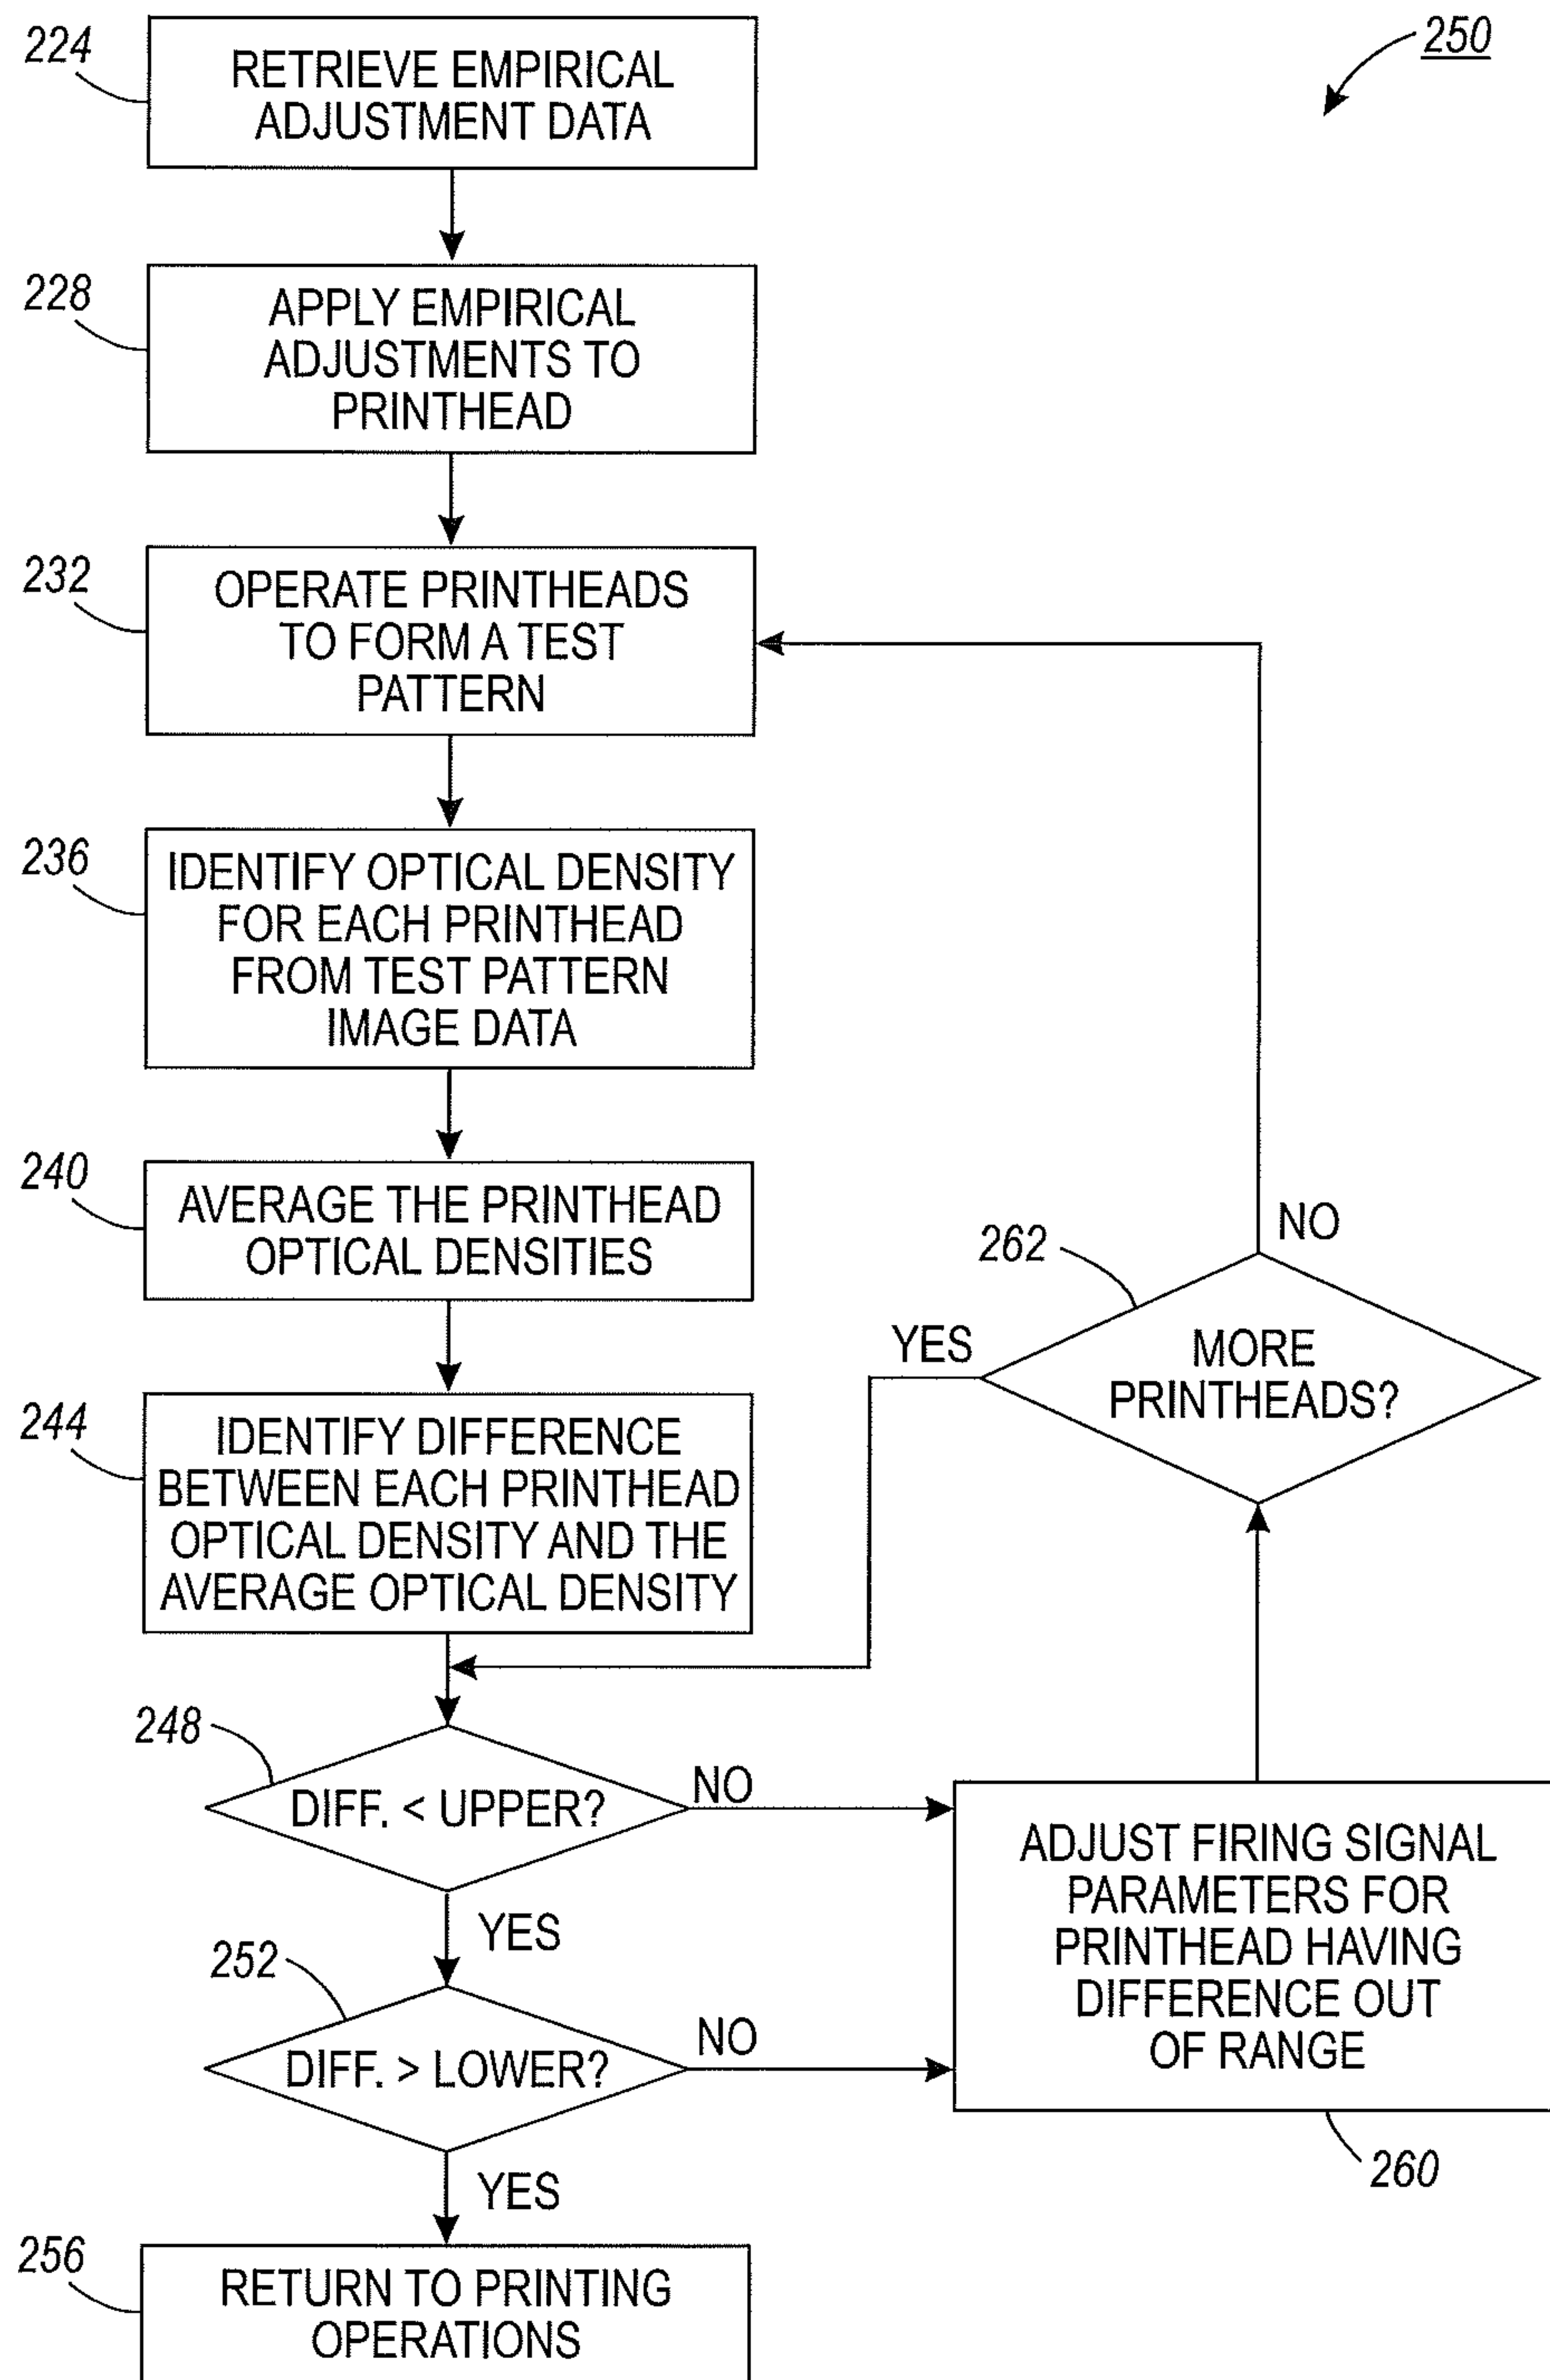 224
RETRIEVE EMPIRICAL
ADJUSTMENT DATA
250
228
APPLY EMPIRICAL
ADJUSTMENTS TO
PRINTHEAD
232
OPERATE PRINTHEADS
TO FORM A TEST
PATTERN
236
IDENTIFY OPTICAL DENSITY
FOR EACH PRINTHEAD
FROM TEST PATTERN
IMAGE DATA
240
AVERAGE THE PRINTHEAD
OPTICAL DENSITIES
262
NO
YES
MORE
PRINTHEADS?
244
IDENTIFY DIFFERENCE
BETWEEN EACH PRINTHEAD
OPTICAL DENSITY AND THE
AVERAGE OPTICAL DENSITY
248
DIFF. < UPPER?
NO
YES
252
DIFF. > LOWER?
NO
YES
ADJUST FIRING SIGNAL
PARAMETERS FOR
PRINTHEAD HAVING
DIFFERENCE OUT
OF RANGE
260
256
RETURN TO PRINTING
OPERATIONS